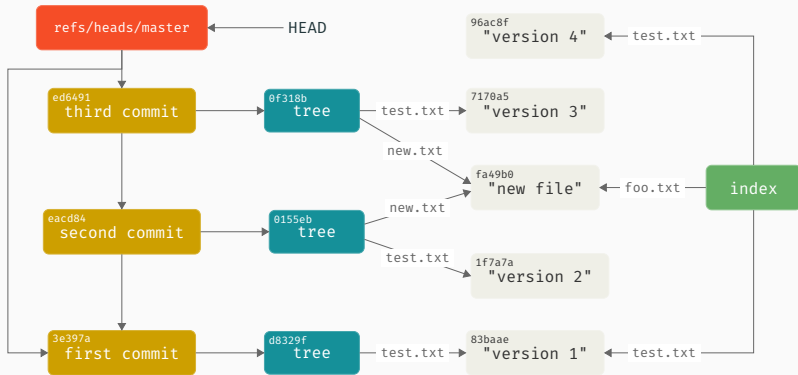 refs/heads/master
HEAD
96ac8f
"version 4"
test.txt
ed6491
third commit
0f318b
tree
test.txt
7170a5
"version 3"
new.txt
fa49b0
"new file"
foo.txt
index
eacd84
second commit
0155eb
tree
new.txt
test.txt
1f7a7a
"version 2"
3e397a
first commit
d8329f
tree
test.txt
83baae
"version 1"
test.txt